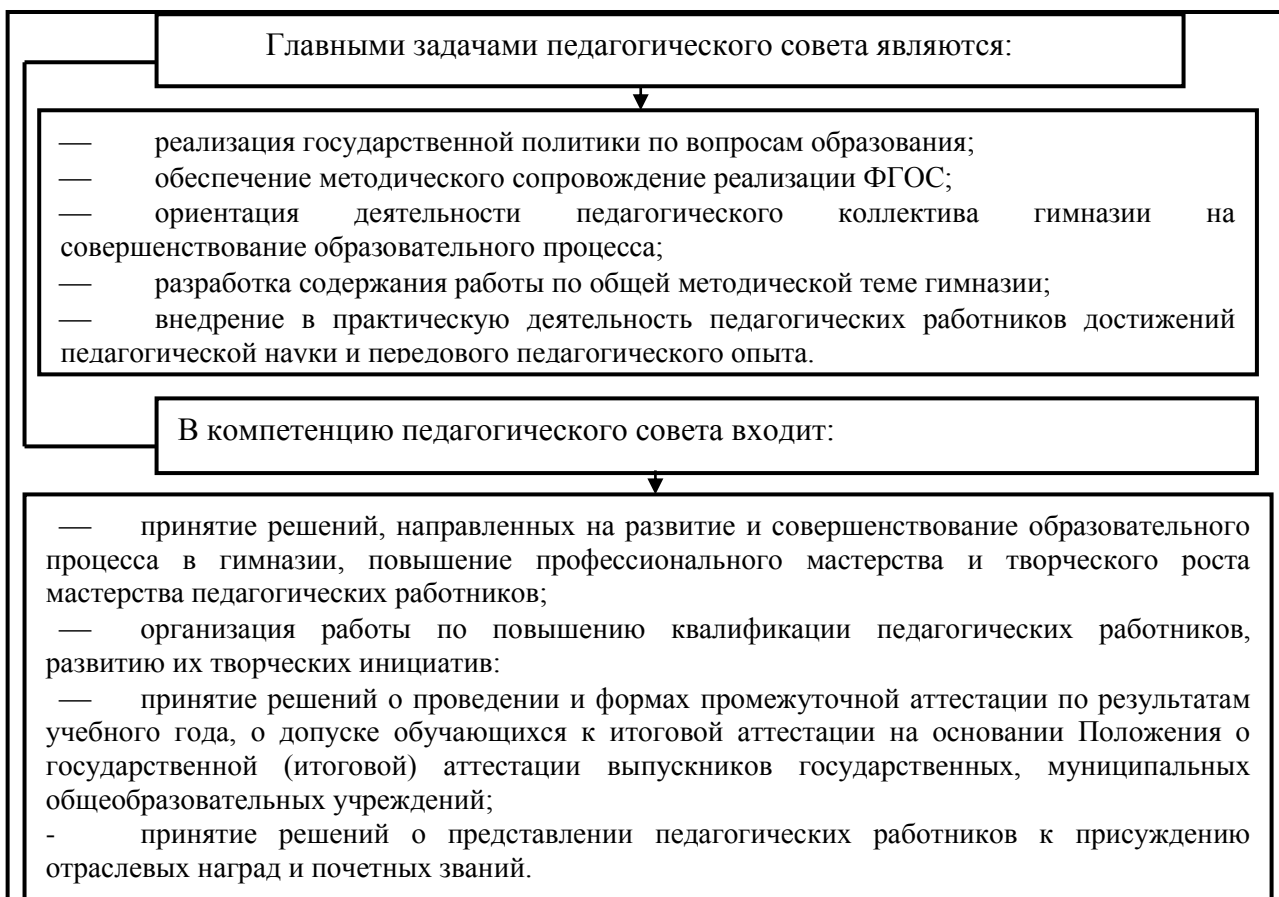 Главными задачами педагогического совета являются:
— реализация государственной политики по вопросам образования;
— обеспечение методического сопровождение реализации ФГОС;
— ориентация деятельности педагогического коллектива гимназии на
совершенствование образовательного процесса;
— разработка содержания работы по общей методической теме гимназии;
— внедрение в практическую деятельность педагогических работников достижений
педагогической науки и передового педагогического опыта.
В компетенцию педагогического совета входит:
— принятие решений, направленных на развитие и совершенствование образовательного
процесса в гимназии, повышение профессионального мастерства и творческого роста
мастерства педагогических работников;
— организация работы по повышению квалификации педагогических работников,
развитию их творческих инициатив:
— принятие решений о проведении и формах промежуточной аттестации по результатам
учебного года, о допуске обучающихся к итоговой аттестации на основании Положения о
государственной (итоговой) аттестации выпускников государственных, муниципальных
общеобразовательных учреждений;
- принятие решений о представлении педагогических работников к присуждению
отраслевых наград и почетных званий.